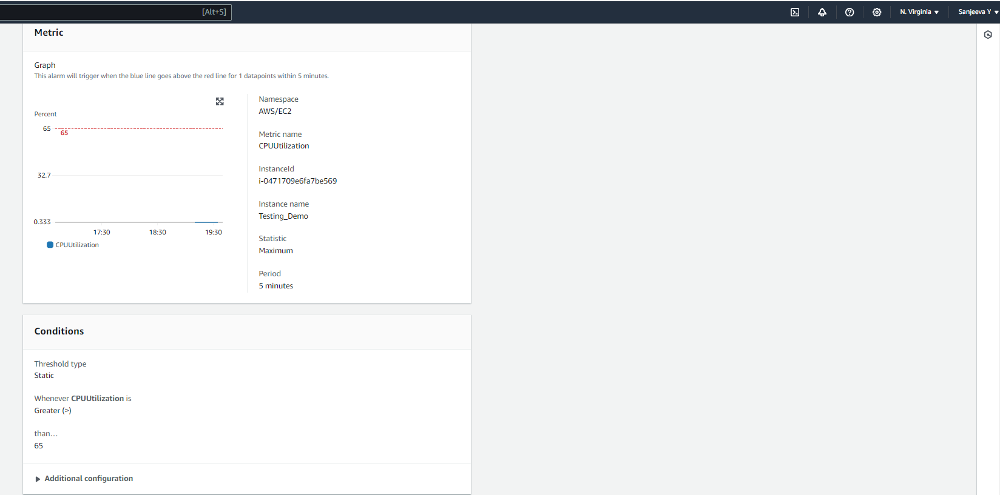 [Alt+S]
N. Virginia
Sanjeeva Y
Metric
Graph
This alarm will trigger when the blue line goes above the red line for 1 datapoints within 5 minutes.
Percent
65
65
32.7
0.333
17:30
18:30
19:30
CPUUtilization
Namespace
AWS/EC2
Metric name
CPUUtilization
InstanceId
i-0471709e6fa7be569
Instance name
Testing_Demo
Statistic
Maximum
Period
5 minutes
Conditions
Threshold type
Static
Whenever CPUUtilization is
Greater (>)
than…
65
Additional configuration